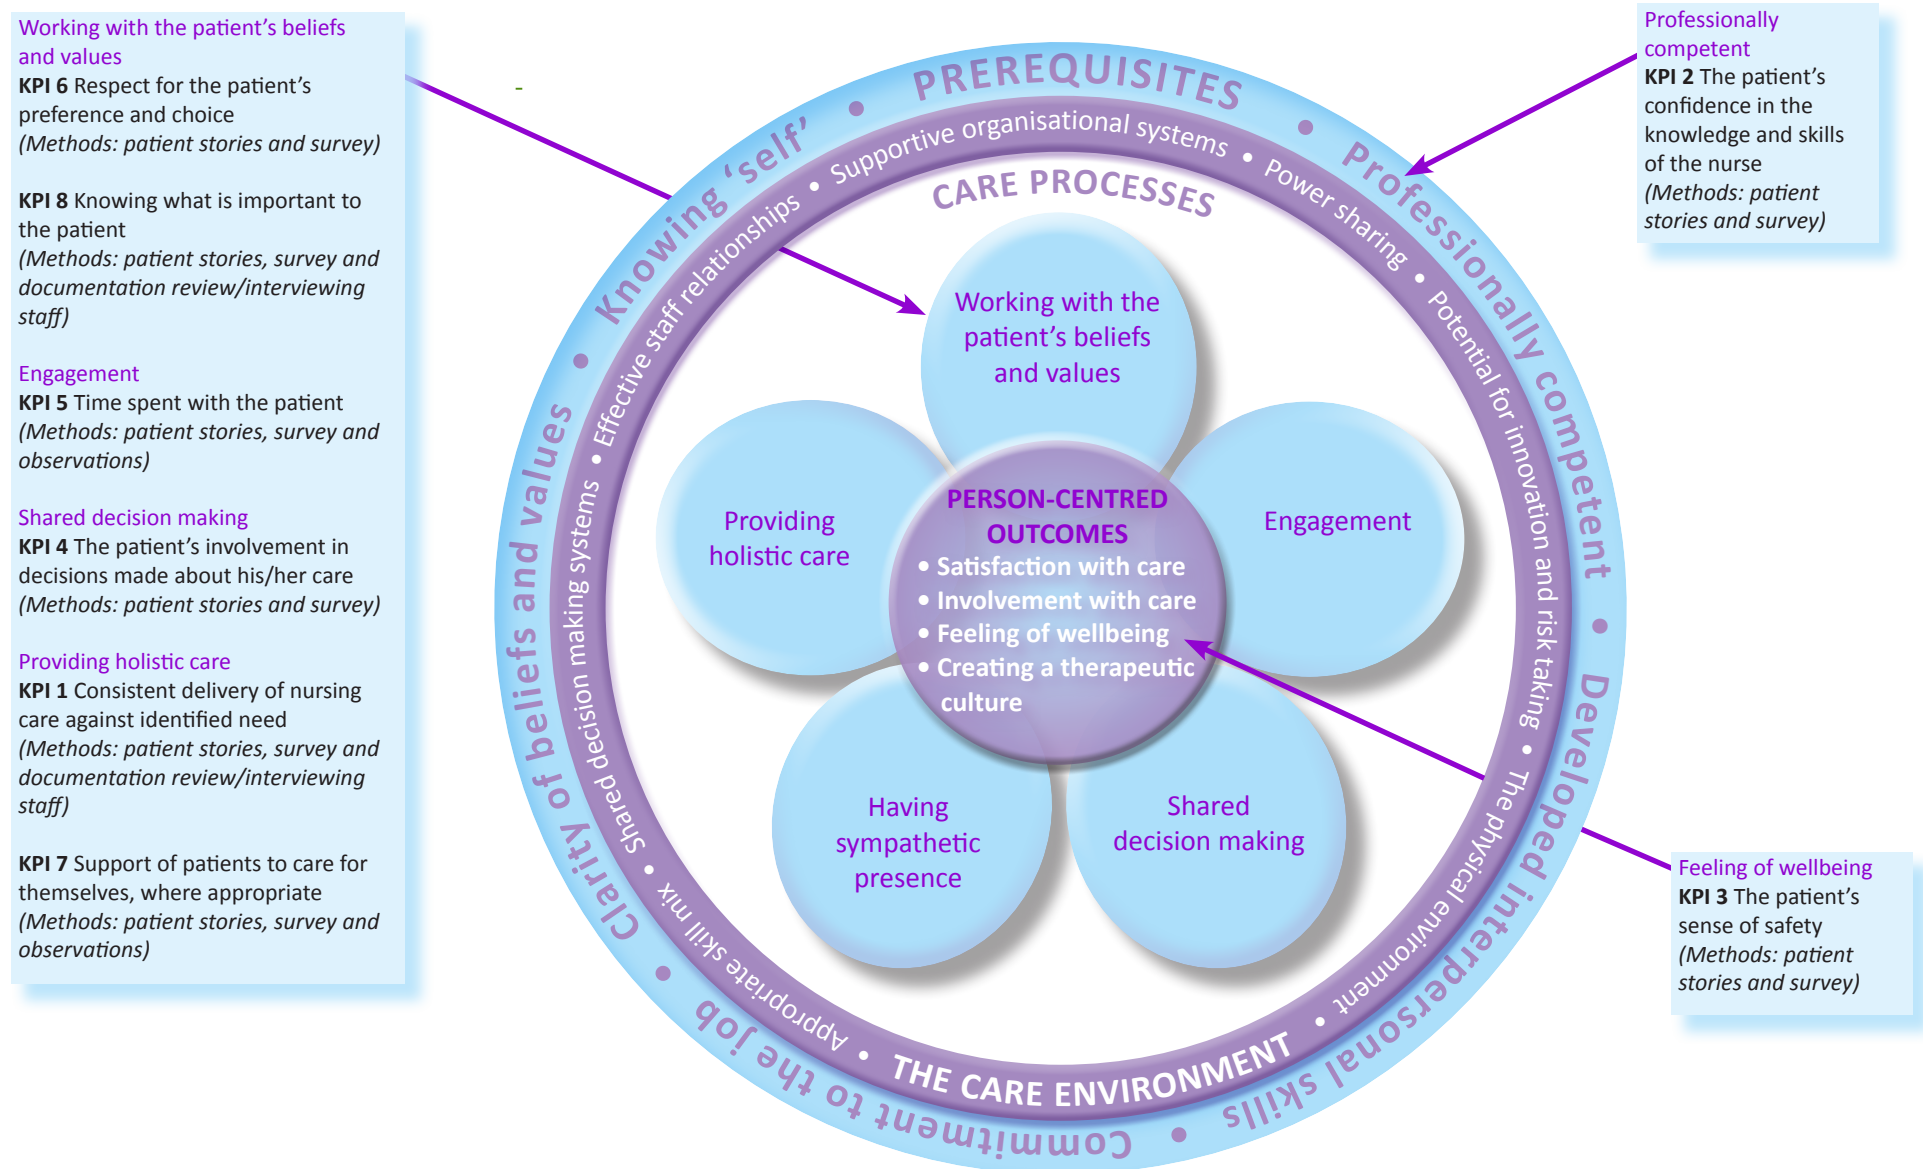 Working with the patient’s beliefs
and values
KPI 6 Respect for the patient’s
preference and choice
(Methods: patient stories and survey)
KPI 8 Knowing what is important to
the patient
(Methods: patient stories, survey and
documentation review/interviewing
staff)
Engagement
KPI 5 Time spent with the patient
(Methods: patient stories, survey and
observations)
Shared decision making
KPI 4 The patient’s involvement in
decisions made about his/her care
(Methods: patient stories and survey)
Providing holistic care
KPI 1 Consistent delivery of nursing
care against identified need
(Methods: patient stories, survey and
documentation review/interviewing
staff)
KPI 7 Support of patients to care for
themselves, where appropriate
(Methods: patient stories, survey and
observations)
-
PREREQUISITES • Professionally competent • Developed interpersonal skills • Commitment to the job • Clarity of beliefs and values • Knowing ‘self’ •
Supportive organisational systems • Power sharing • Potential for innovation and risk taking • The physical environment • THE CARE ENVIRONMENT • Appropriate skill mix • Shared decision making systems • Effective staff relationships •
CARE PROCESSES
Working with the
patient’s beliefs
and values
Engagement
Shared
decision making
Having
sympathetic
presence
Providing
holistic care
PERSON-CENTRED
OUTCOMES
• Satisfaction with care
• Involvement with care
• Feeling of wellbeing
• Creating a therapeutic
culture
Professionally
competent
KPI 2 The patient’s
confidence in the
knowledge and skills
of the nurse
(Methods: patient
stories and survey)
Feeling of wellbeing
KPI 3 The patient’s
sense of safety
(Methods: patient
stories and survey)